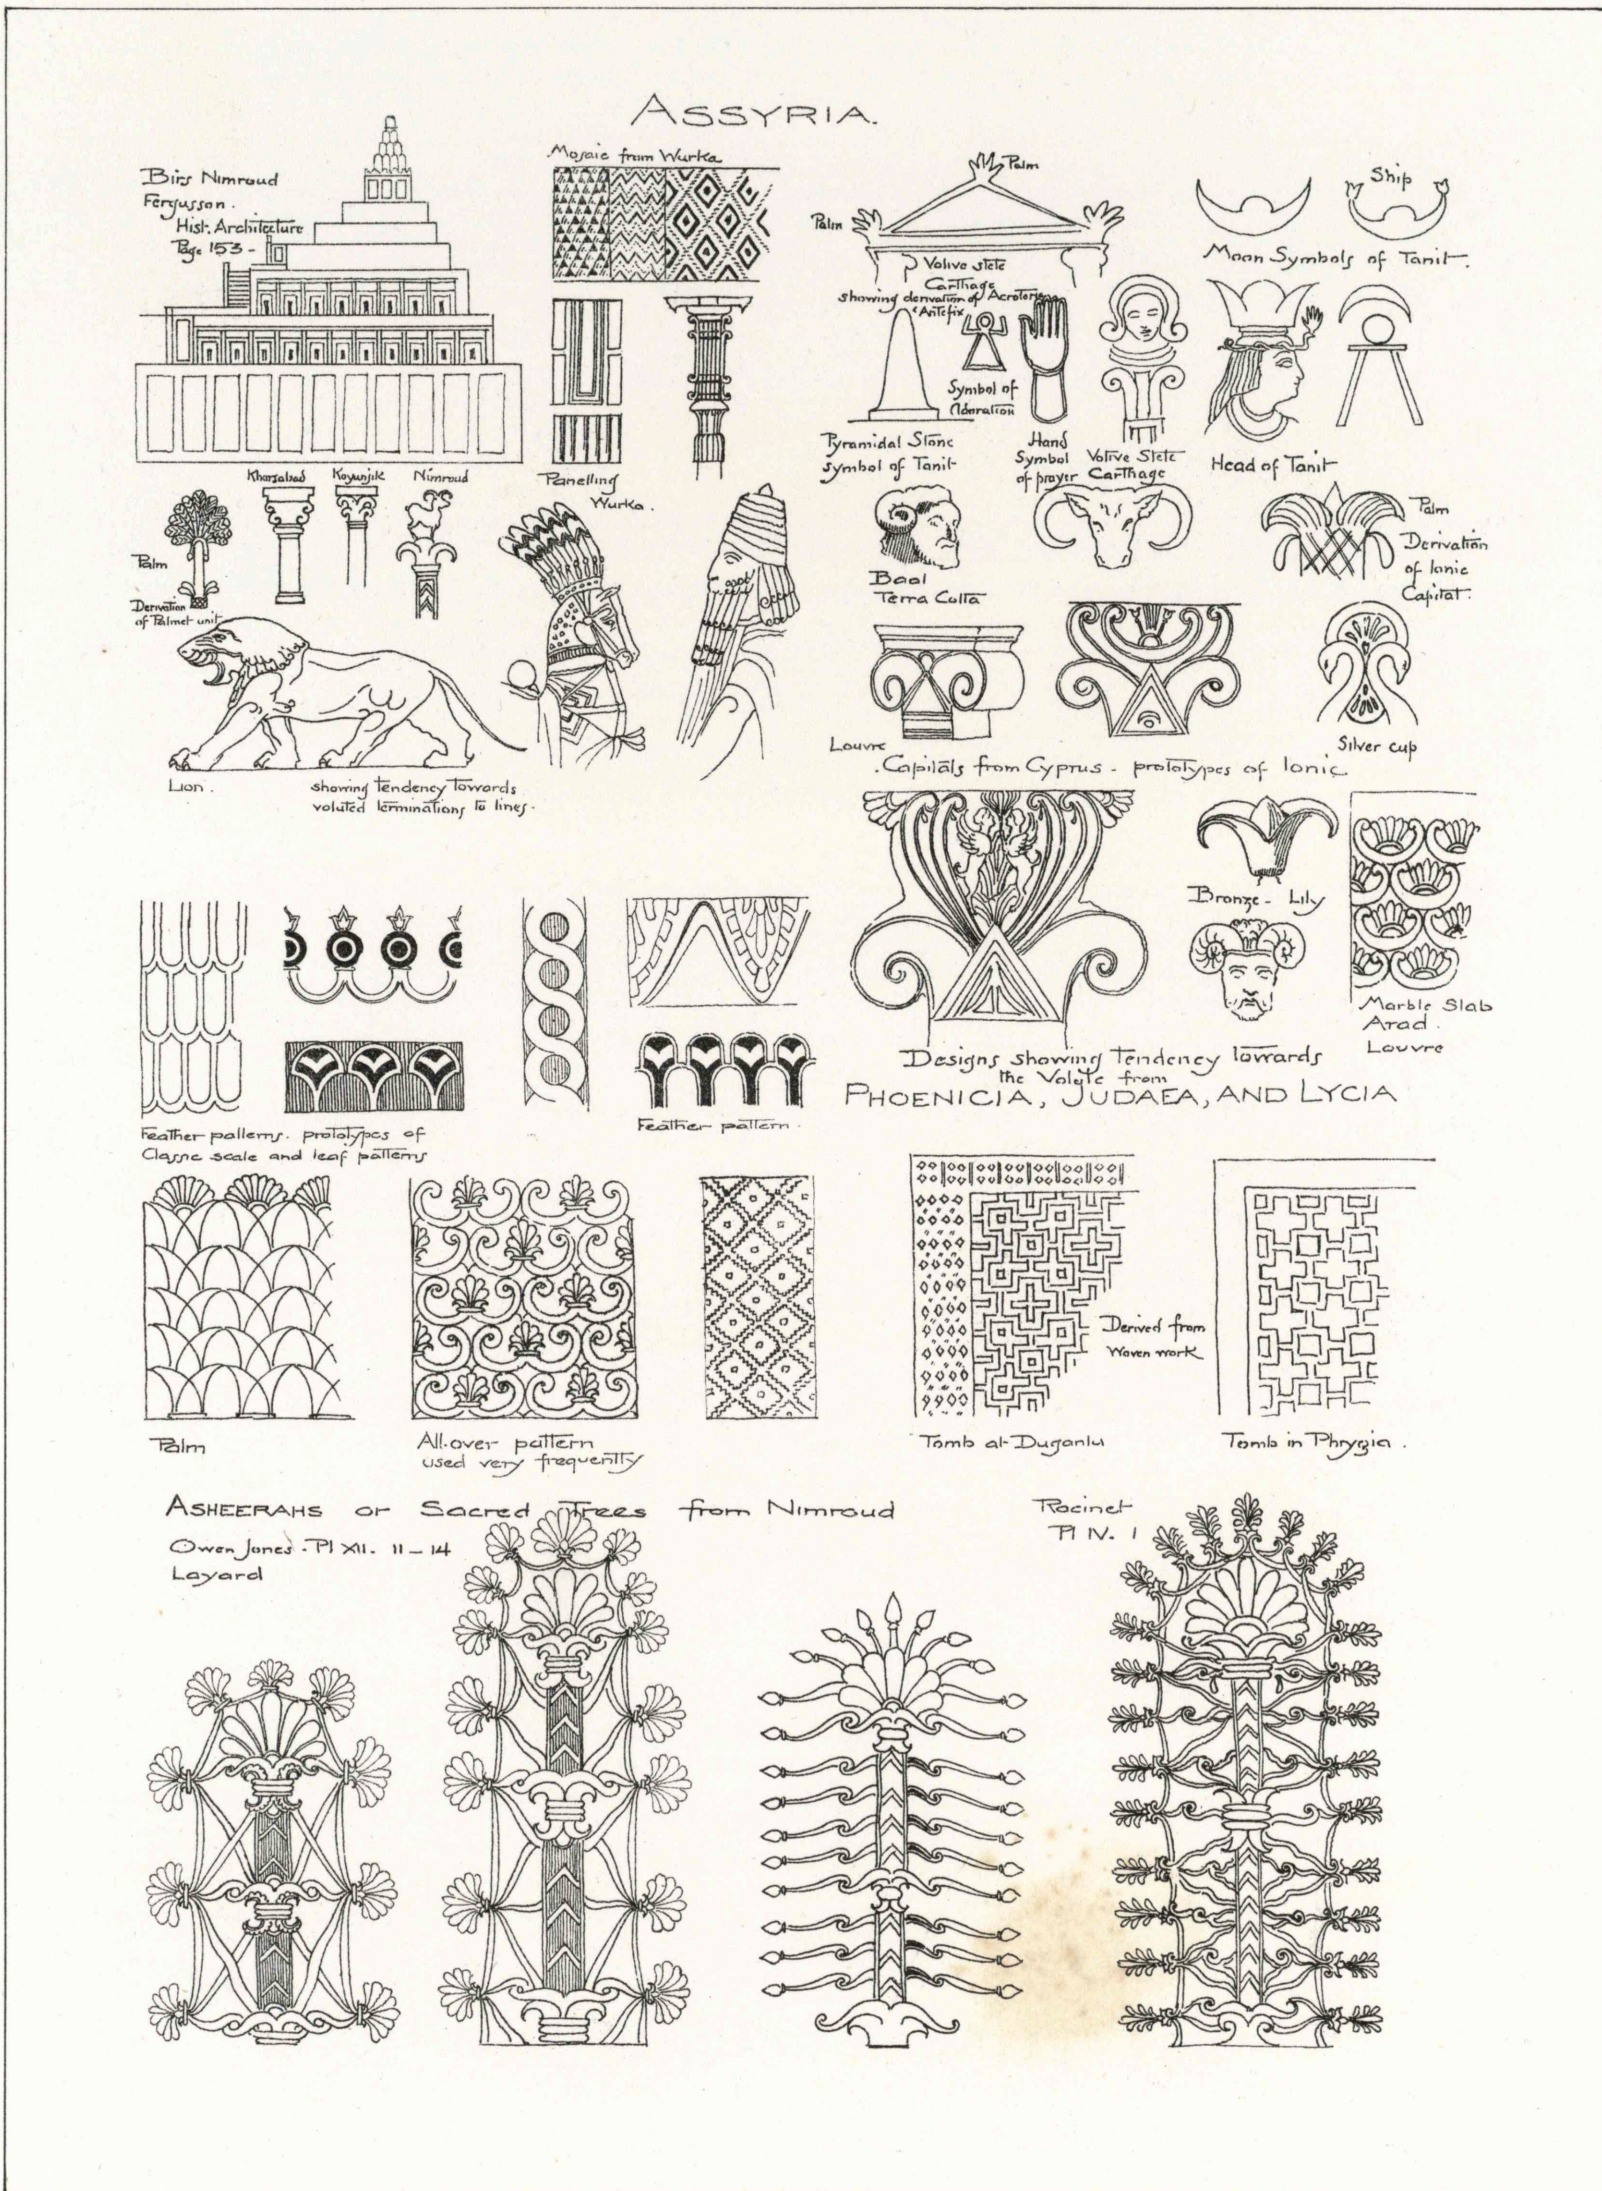 ASSYRIA.
Birs Nimroud
Fergusson.
Hist. Architecture
Page 153 -
Mosaic from Wurka
Palm
Palm
Votive stete
Carthage
showing derivation of Acroteria
& Antefix
Ship
Moon Symbols of Tanit.
Symbol of
Adoration
Pyramidal Stone
symbol of Tanit
Hand
Symbol
of prayer
Votive Stete
Carthage
Head of Tanit
Panelling
Wurka.
Khorsabad
Koyunjik
Nimroud
Palm
Derivation
of Palmet unit
Baal
Terra Cotta
Palm
Derivation
of Ionic
Capital.
Lion.
showing tendency towards
voluted terminations to lines.
Louvre
Capitals from Cyprus - prototypes of Ionic
Silver cup
Bronze - Lily
Marble Slab
Arad.
Louvre
Designs showing tendency towards
the Volute from
PHOENICIA, JUDAEA, AND LYCIA
Feather patterns. prototypes of
Classic scale and leaf patterns
Feather pattern.
Palm
All-over pattern
used very frequently
Derived from
Woven work
Tomb at Duganlu
Tomb in Phrygia.
ASHEERAHS or Sacred Trees from Nimroud
Owen Jones - Pl XII. 11-14
Layard
Racinet
Pl IV. 1